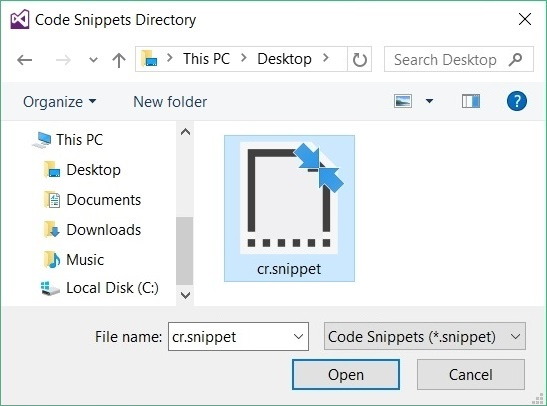 Code Snippets Directory
This PC Desktop Search Desktop
Organize New folder
This PC
Desktop
Documents
Downloads
Music
Local Disk (C:)
cr.snippet
File name: cr.snippet Code Snippets (*.snippet)
Open Cancel